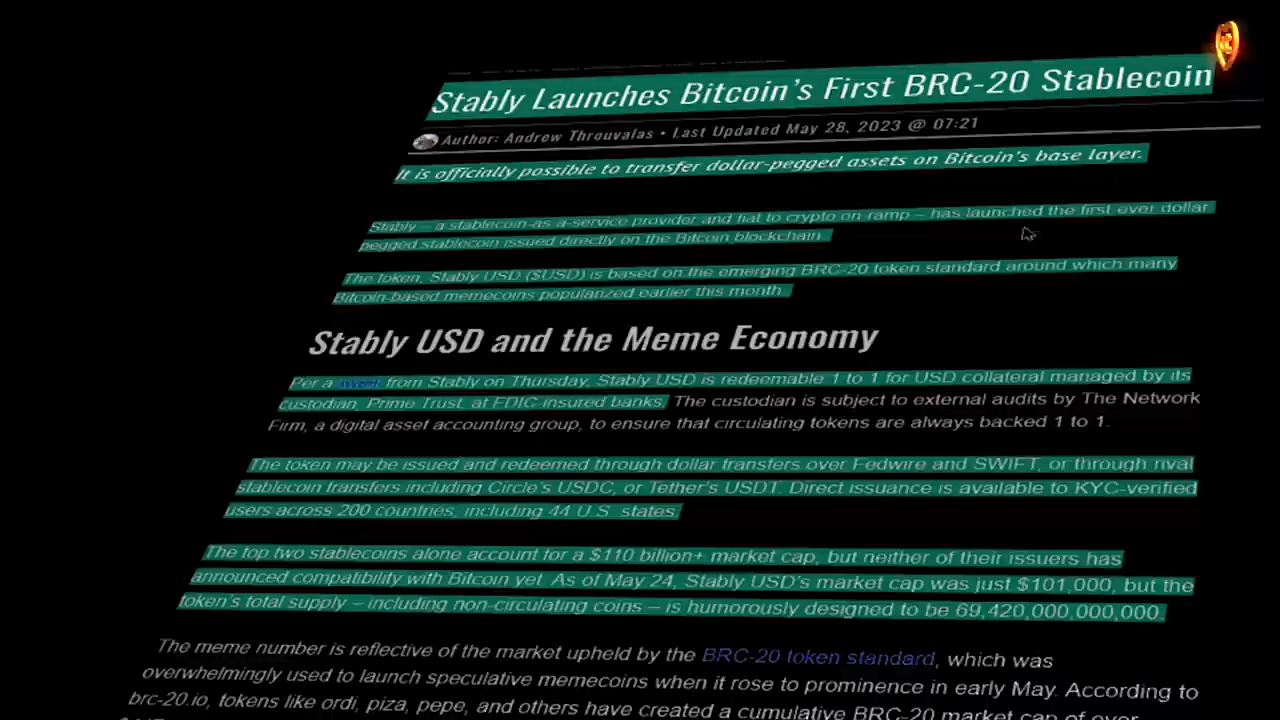 Stably Launches Bitcoin's First BRC-20 Stablecoin
Author: Andrew Throuvalas • Last Updated May 28, 2023 @ 07:21
It is officially possible to transfer dollar-pegged assets on Bitcoin's base layer.
Stably – a stablecoin-as a-service provider and fiat to crypto on-ramp – has launched the first-ever dollar
pegged stablecoin issued directly on the Bitcoin blockchain.
The token, Stably USD ($USD) is based on the emerging BRC-20 token standard around which many
Bitcoin-based memecoins popularized earlier this month.
Stably USD and the Meme Economy
Per a from Stably on Thursday, Stably USD is redeemable 1 to 1 for USD collateral managed by its
custodian, Prime Trust, at FDIC-insured banks. The custodian is subject to external audits by The Network
Firm, a digital asset accounting group, to ensure that circulating tokens are always backed 1 to 1.
The token may be issued and redeemed through dollar transfers over Fedwire and SWIFT, or through rival
stablecoin transfers including Circle's USDC, or Tether's USDT. Direct issuance is available to KYC-verified
users across 200 countries, including 44 U.S. states.
The top two stablecoins alone account for a $110 billion+ market cap, but neither of their issuers has
announced compatibility with Bitcoin yet. As of May 24, Stably USD's market cap was just $101,000, but the
token's total supply – including non-circulating coins – is humorously designed to be 69,420,000,000,000.
The meme number is reflective of the market upheld by the BRC-20 token standard, which was
overwhelmingly used to launch speculative memecoins when it rose to prominence in early May. According to
brc-20.io, tokens like ordi, piza, pepe, and others have created a cumulative BRC-20 market cap of over